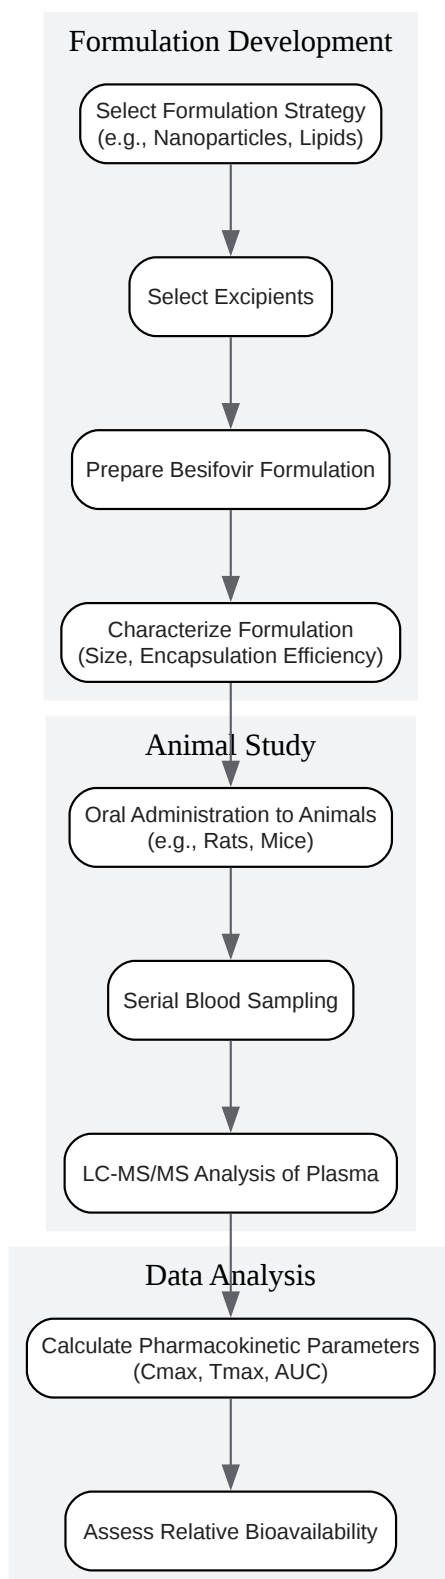 Formulation Development
Select Formulation Strategy
(e.g., Nanoparticles, Lipids)
Select Excipients
Prepare Besifovir Formulation
Characterize Formulation
(Size, Encapsulation Efficiency)
Animal Study
Oral Administration to Animals
(e.g., Rats, Mice)
Serial Blood Sampling
LC-MS/MS Analysis of Plasma
Data Analysis
Calculate Pharmacokinetic Parameters
(Cmax, Tmax, AUC)
Assess Relative Bioavailability